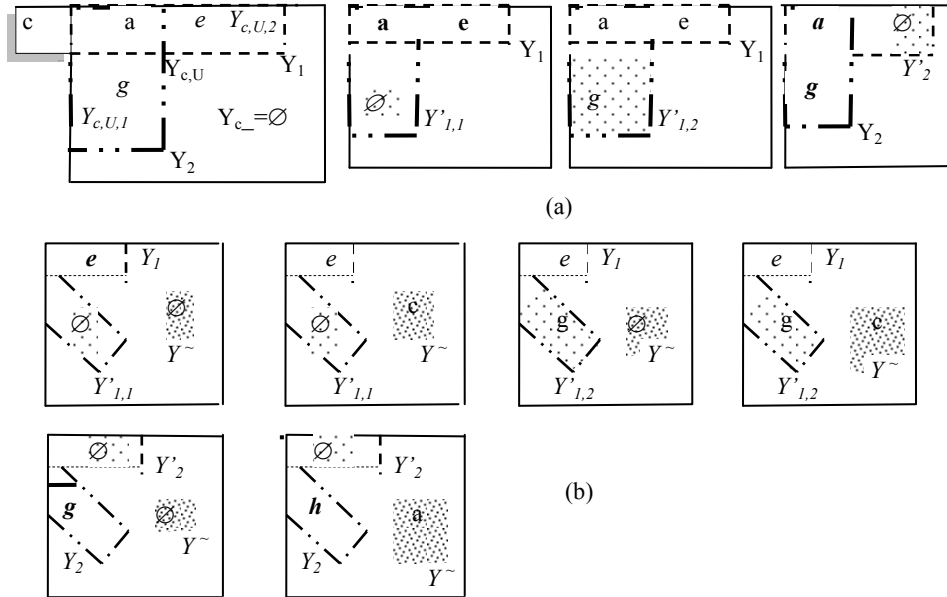 c a e Y_{c,U,2} a e a e a ∅
Y_{c,U} Y_1 Y_1 Y_1 Y'_2
g ∅ g g
Y_{c,U,1} Y_{c_}=∅ Y'_{1,1} Y'_{1,2} Y_2
Y_2
(a)
e Y_1 e Y_1 e Y_1 e Y_1
∅ ∅ ∅ c g ∅ g c
Y~ Y~ Y~ Y~
Y'_{1,1} Y'_{1,1} Y'_{1,2} Y'_{1,2}
∅ Y'_2 ∅ Y'_2
g ∅ h a (b)
Y_2 Y~ Y_2 Y~